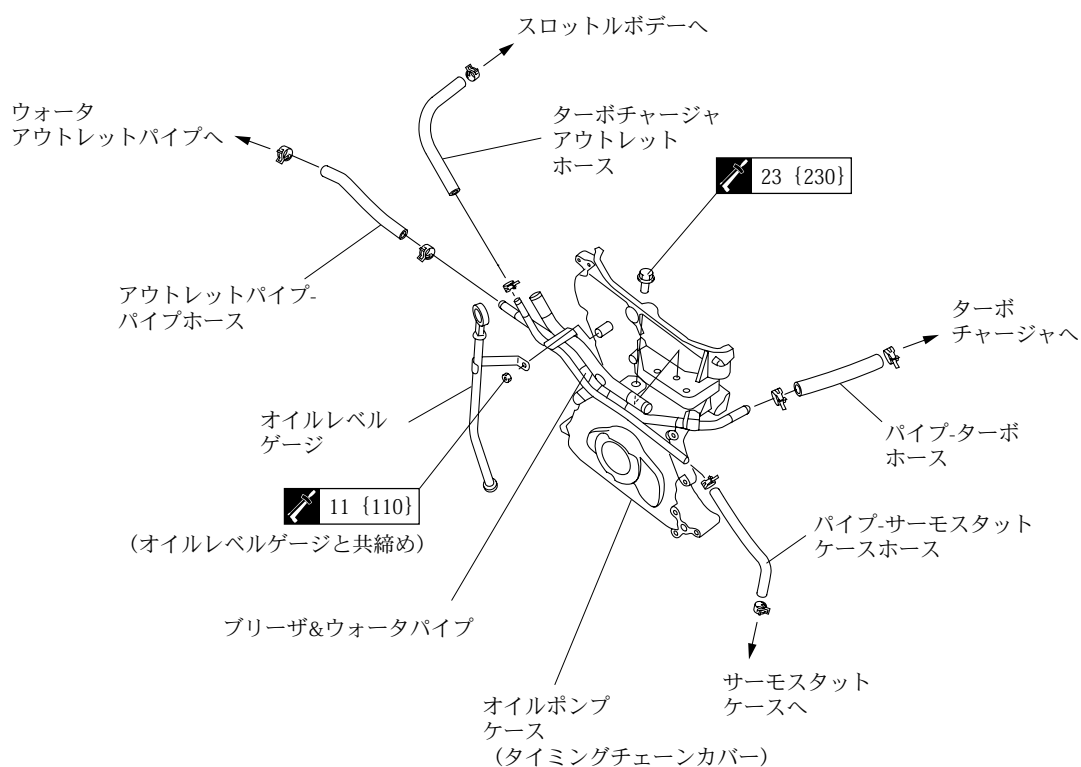 スロットルボデーへ
ウォータ
アウトレットパイプへ
ターボチャージャ
アウトレット
ホース
23 {230}
アウトレットパイプ-
パイプホース
ターボ
チャージャへ
オイルレベル
ゲージ
パイプ-ターボ
ホース
11 {110}
(オイルレベルゲージと共締め)
パイプ-サーモスタット
ケースホース
ブリーザ&ウォータパイプ
サーモスタット
ケースへ
オイルポンプ
ケース
(タイミングチェーンカバー)